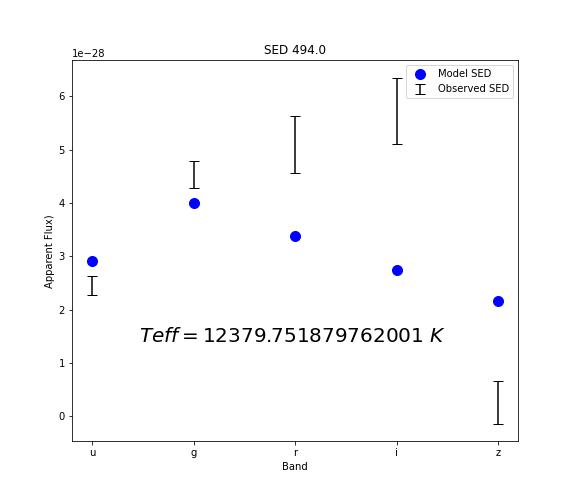 SED 494.0
1e−28
Model SED
Observed SED
6
5
4
3
2
1
0
Apparent Flux)
Teff = 12379.751879762001 K
u g r i z
Band